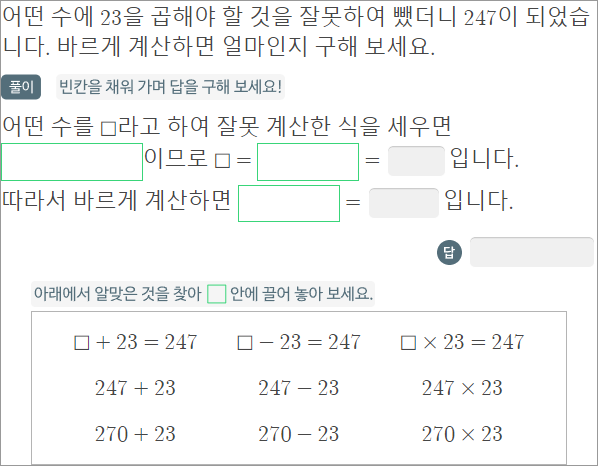 어떤 수에 23을 곱해야 할 것을 잘못하여 뺐더니 247이 되었습
니다. 바르게 계산하면 얼마인지 구해 보세요.
풀이 빈칸을 채워 가며 답을 구해 보세요!
어떤 수를 □라고 하여 잘못 계산한 식을 세우면
이므로 □ = = 입니다.
따라서 바르게 계산하면 = 입니다.
답
아래에서 알맞은 것을 찾아 □ 안에 끌어 놓아 보세요.
□ + 23 = 247 □ − 23 = 247 □ × 23 = 247
247 + 23 247 − 23 247 × 23
270 + 23 270 − 23 270 × 23